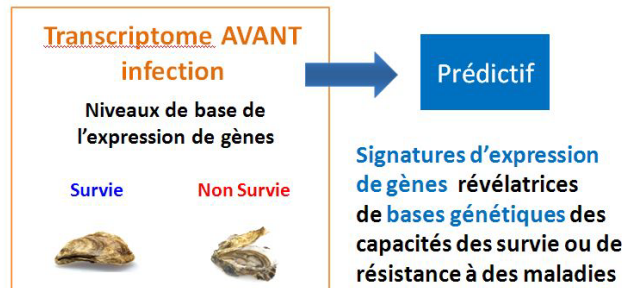 Transcriptome AVANT
infection
Niveaux de base de
l'expression de gènes
Survie
Non Survie
Prédictif
Signatures d'expression
de gènes révélatrices
de bases génétiques des
capacités des survie ou de
résistance à des maladies